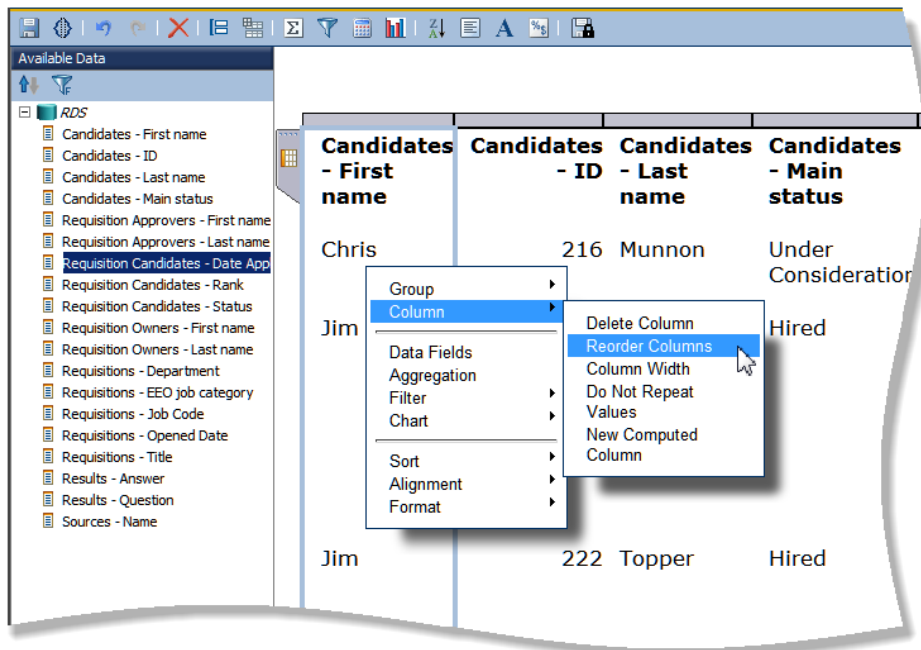 Available Data
RDS
Candidates - First name
Candidates - ID
Candidates - Last name
Candidates - Main status
Requisition Approvers - First name
Requisition Approvers - Last name
Requisition Candidates - Date App
Requisition Candidates - Rank
Requisition Candidates - Status
Requisition Owners - First name
Requisition Owners - Last name
Requisitions - Department
Requisitions - EEO job category
Requisitions - Job Code
Requisitions - Opened Date
Requisitions - Title
Results - Answer
Results - Question
Sources - Name
Candidates Candidates Candidates Candidates
- First - ID - Last - Main
name name status
Chris 216 Munnon Under
Consideration
Jim Hired
Jim 222 Topper Hired
Group
Column
Data Fields
Aggregation
Filter
Chart
Sort
Alignment
Format
Delete Column
Reorder Columns
Column Width
Do Not Repeat
Values
New Computed
Column